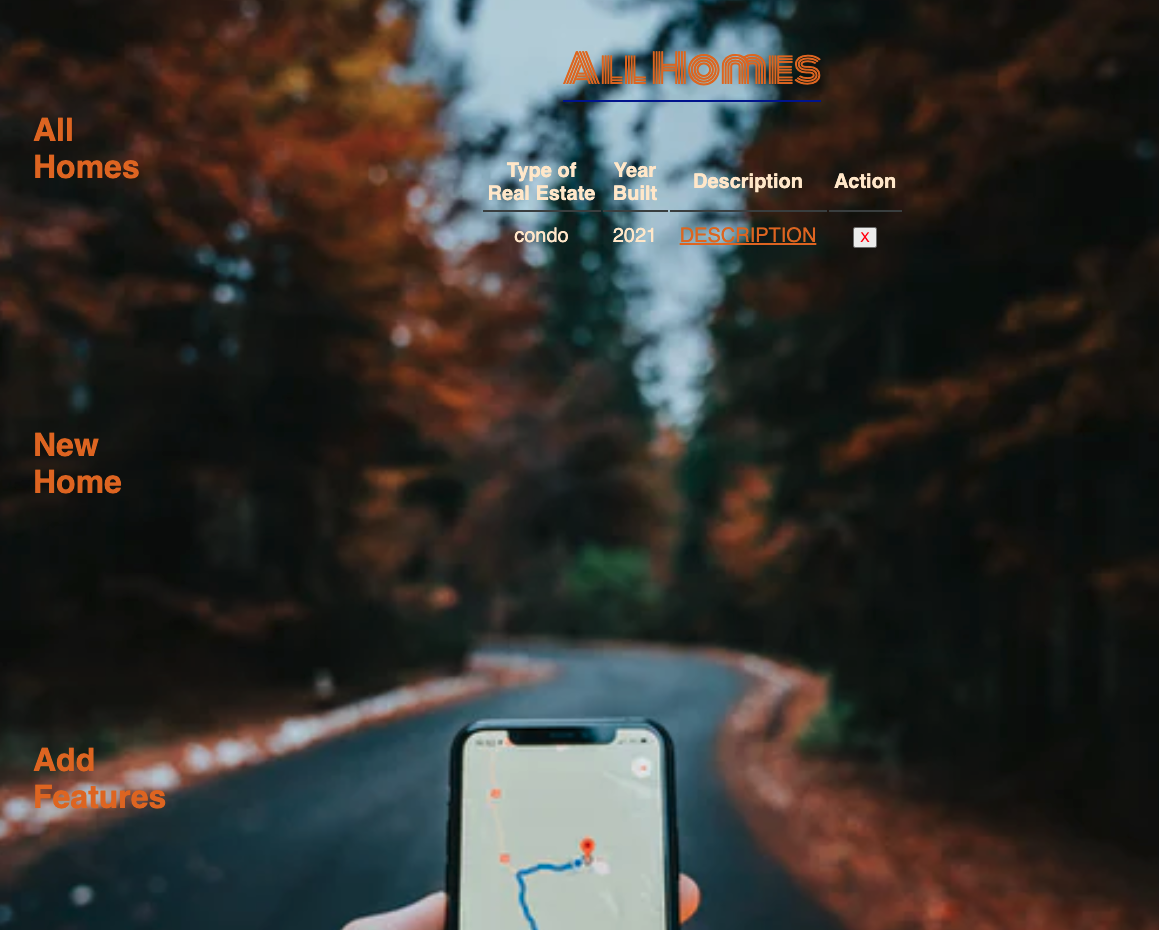 All Homes
All
Homes
New
Home
Add
Features
Type of
Real Estate
Year
Built
Description
Action
condo
2021
DESCRIPTION
X